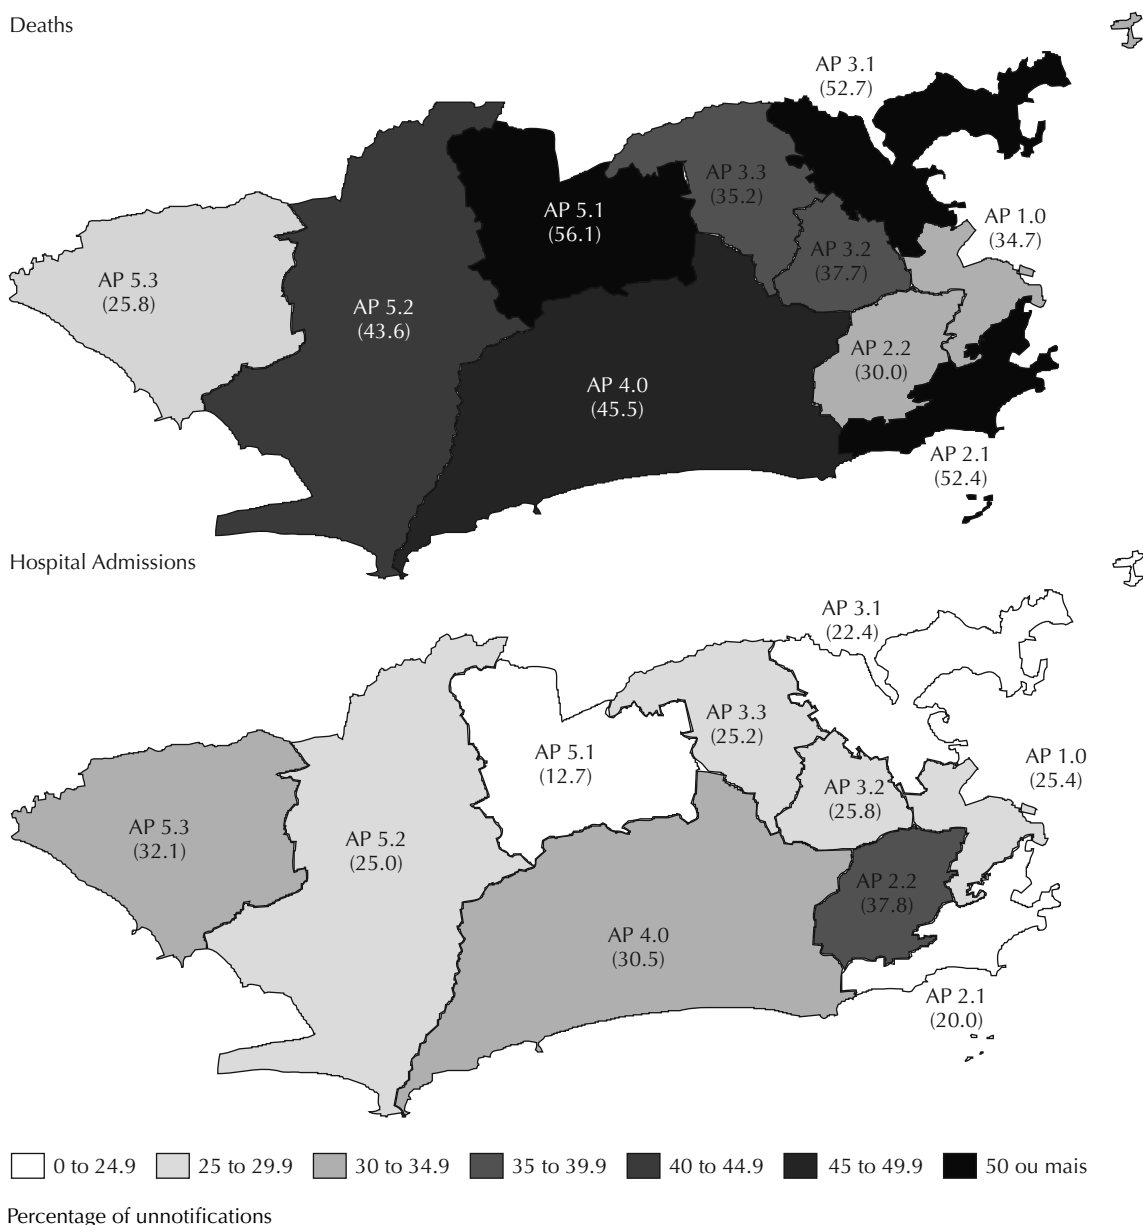 Deaths
AP 3.1
(52.7)
AP 3.3
(35.2)
AP 5.1
(56.1)
AP 1.0
(34.7)
AP 3.2
(37.7)
AP 5.3
(25.8)
AP 5.2
(43.6)
AP 2.2
(30.0)
AP 4.0
(45.5)
AP 2.1
(52.4)
Hospital Admissions
AP 3.1
(22.4)
AP 3.3
(25.2)
AP 5.1
(12.7)
AP 1.0
(25.4)
AP 3.2
(25.8)
AP 5.3
(32.1)
AP 5.2
(25.0)
AP 2.2
(37.8)
AP 4.0
(30.5)
AP 2.1
(20.0)
0 to 24.9 25 to 29.9 30 to 34.9 35 to 39.9 40 to 44.9 45 to 49.9 50 ou mais
Percentage of unnotifications